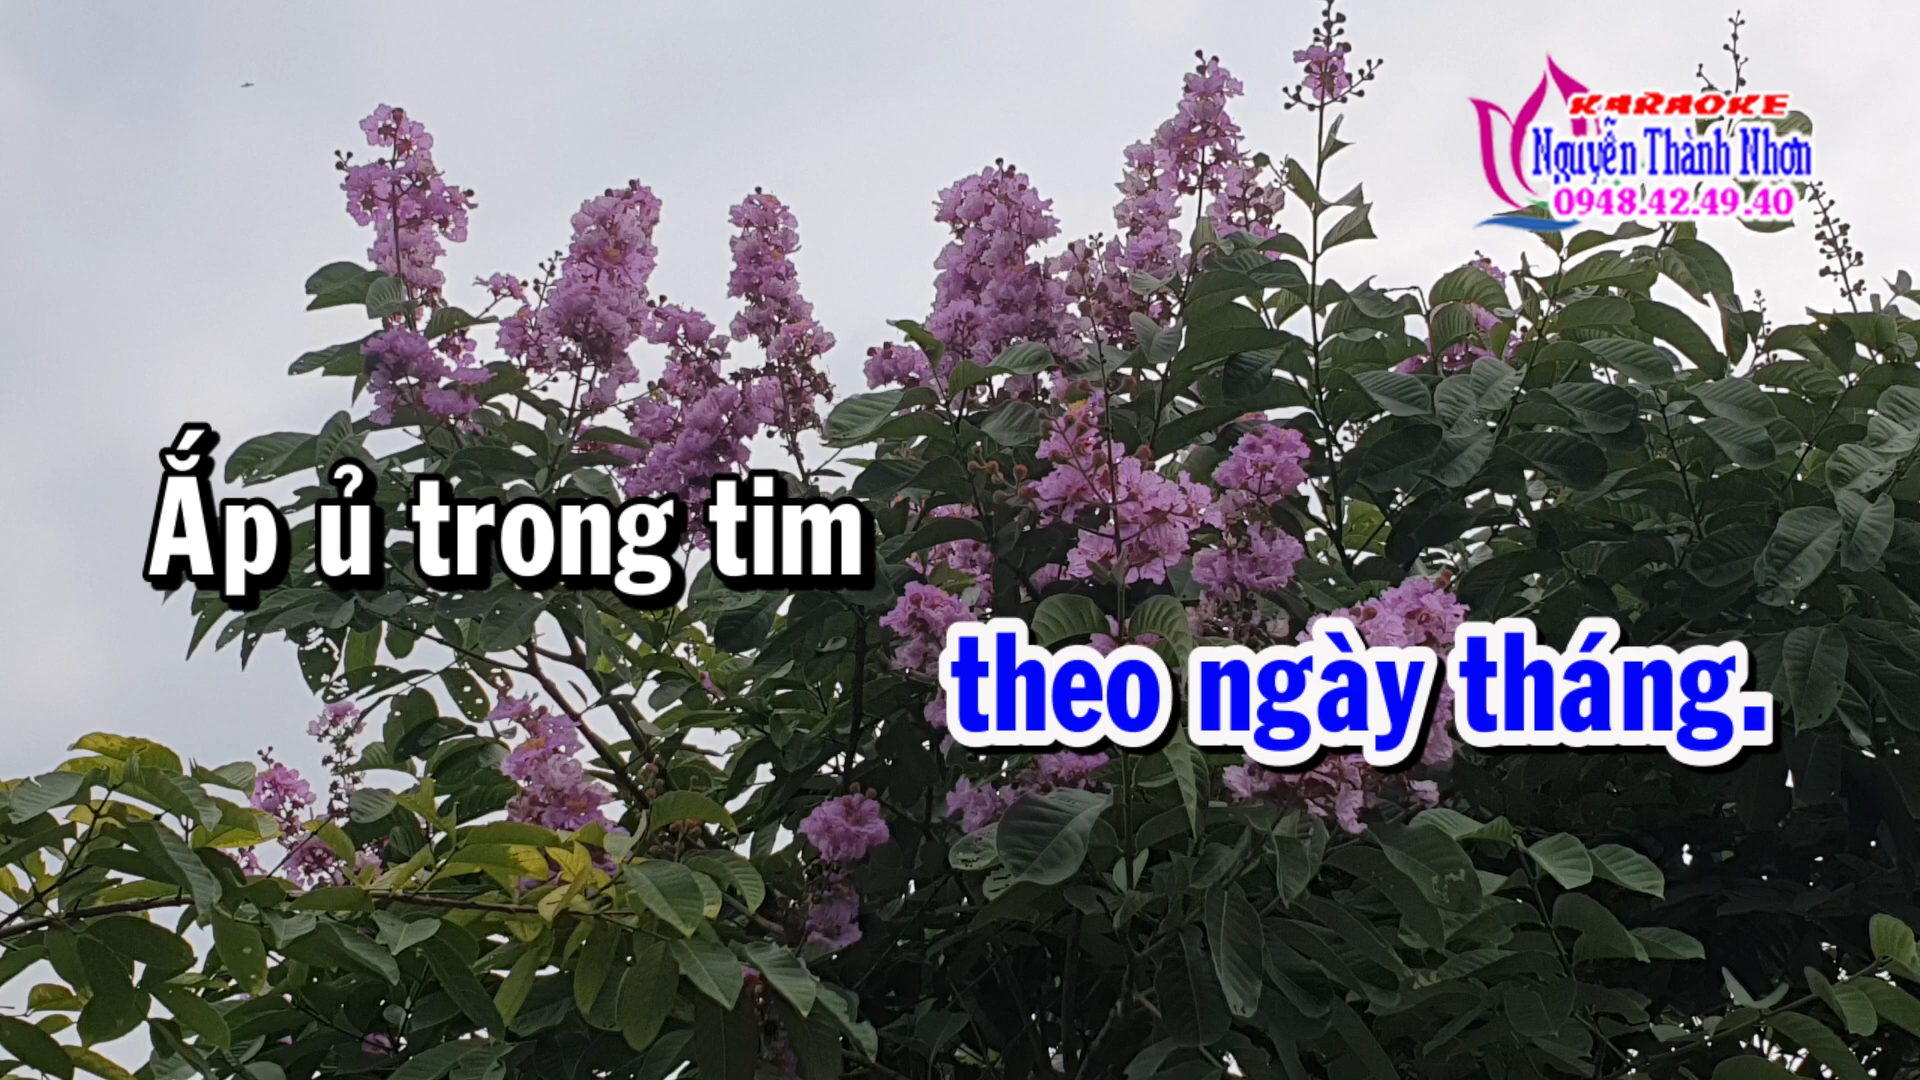 KARAOKE
Nguyễn Thành Nhơn
0948.42.49.40
Ắp ủ trong tim
theo ngày tháng.